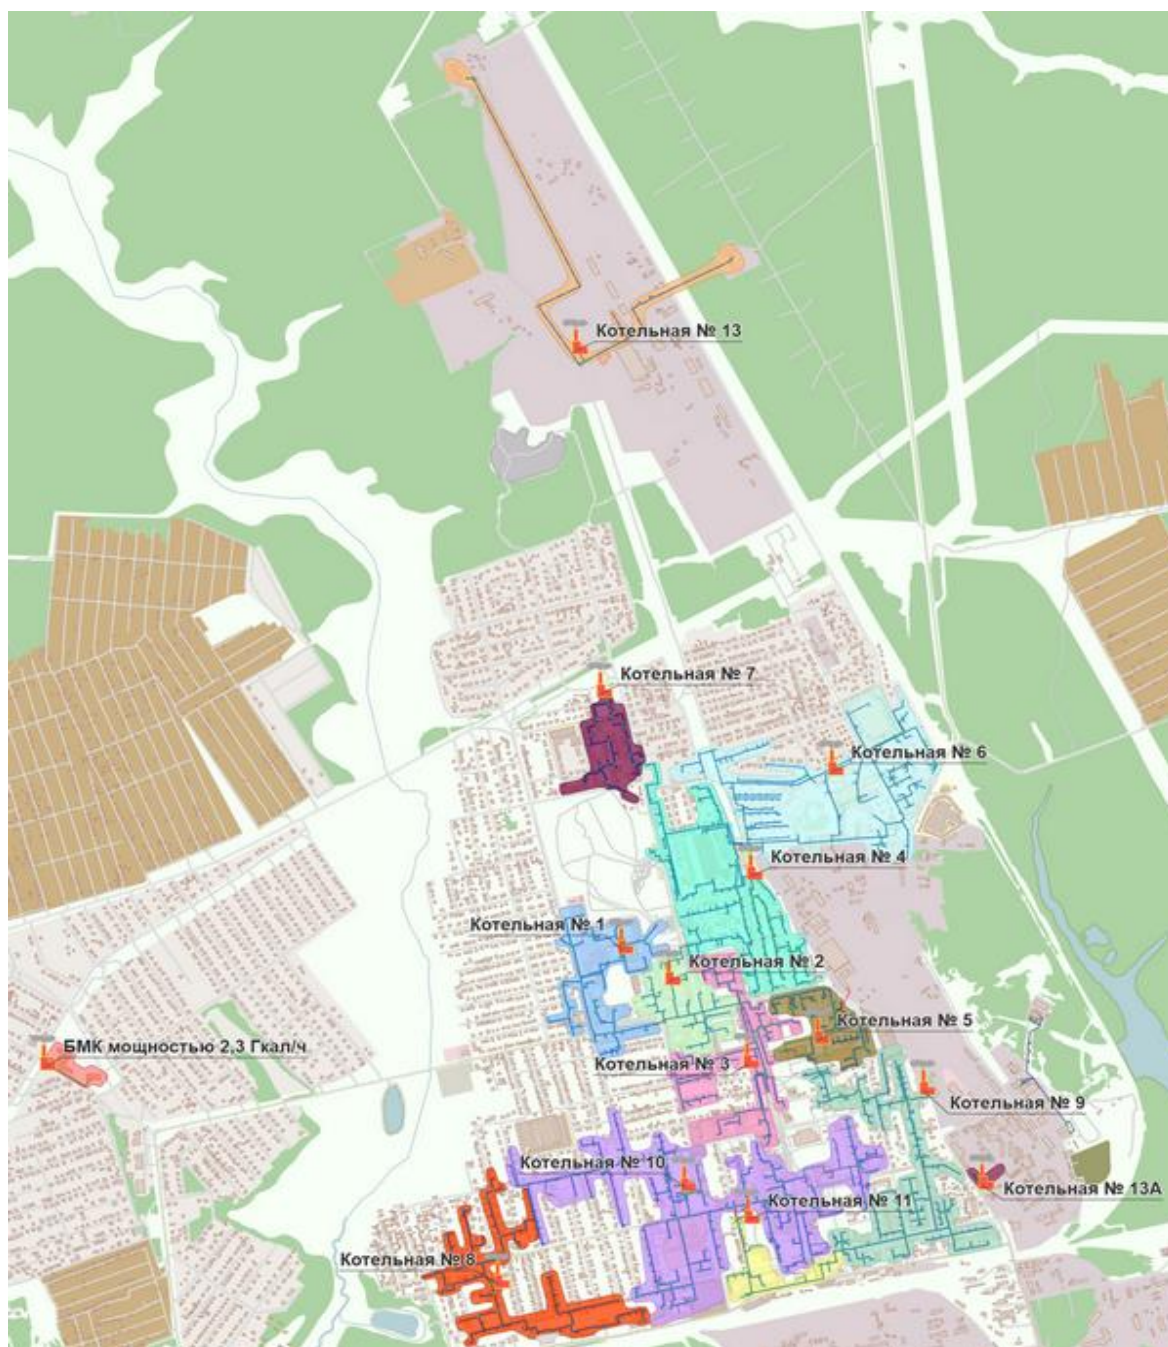 Котельная № 13
Котельная № 7
Котельная № 6
Котельная № 4
Котельная № 1
Котельная № 2
Котельная № 5
БМК мощностью 2,3 Гкал/ч
Котельная № 3
Котельная № 9
Котельная № 10
Котельная № 13А
Котельная № 11
Котельная № 8